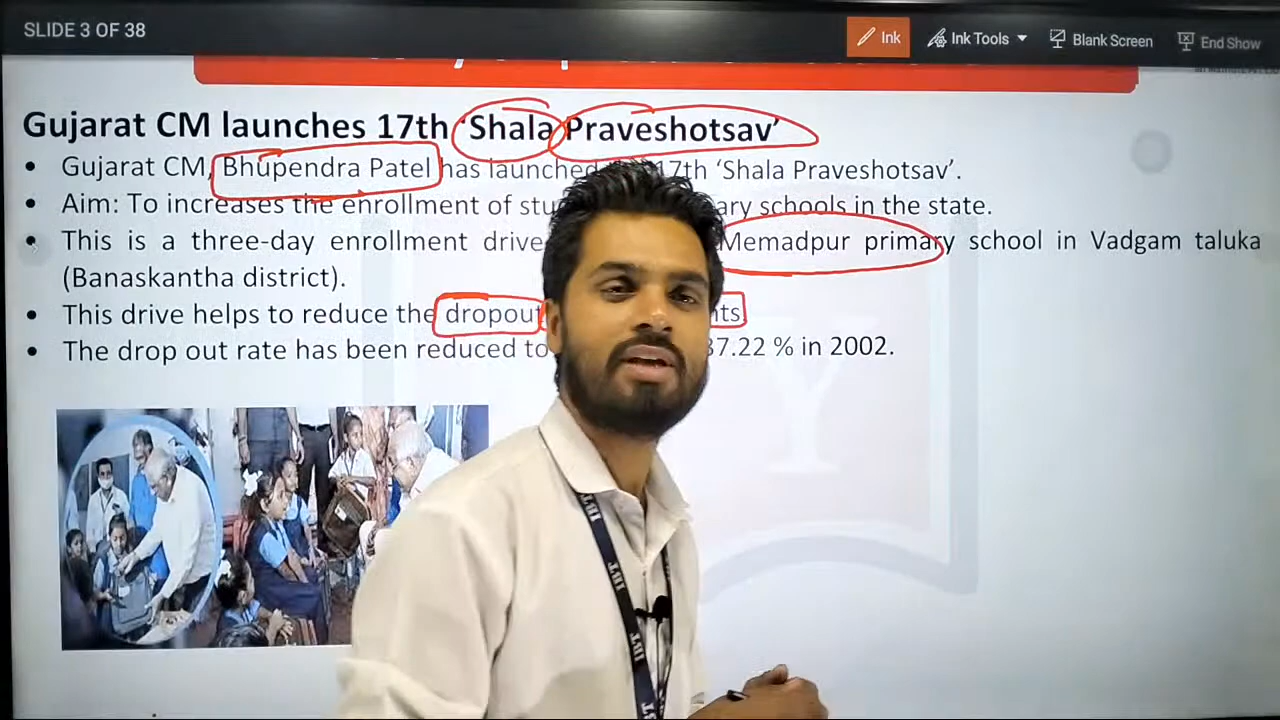 SLIDE 3 OF 38
Ink
Ink Tools
Blank Screen
End Show
Gujarat CM launches 17th ‘Shala Praveshotsav’
• Gujarat CM, Bhupendra Patel has launched 17th ‘Shala Praveshotsav’.
• Aim: To increases the enrollment of schools in the state.
• This is a three-day enrollment drive Memadpur primary school in Vadgam taluka
(Banaskantha district).
• This drive helps to reduce the dropout
• The drop out rate has been reduced to 37.22 % in 2002.
IBT
IBT
Y